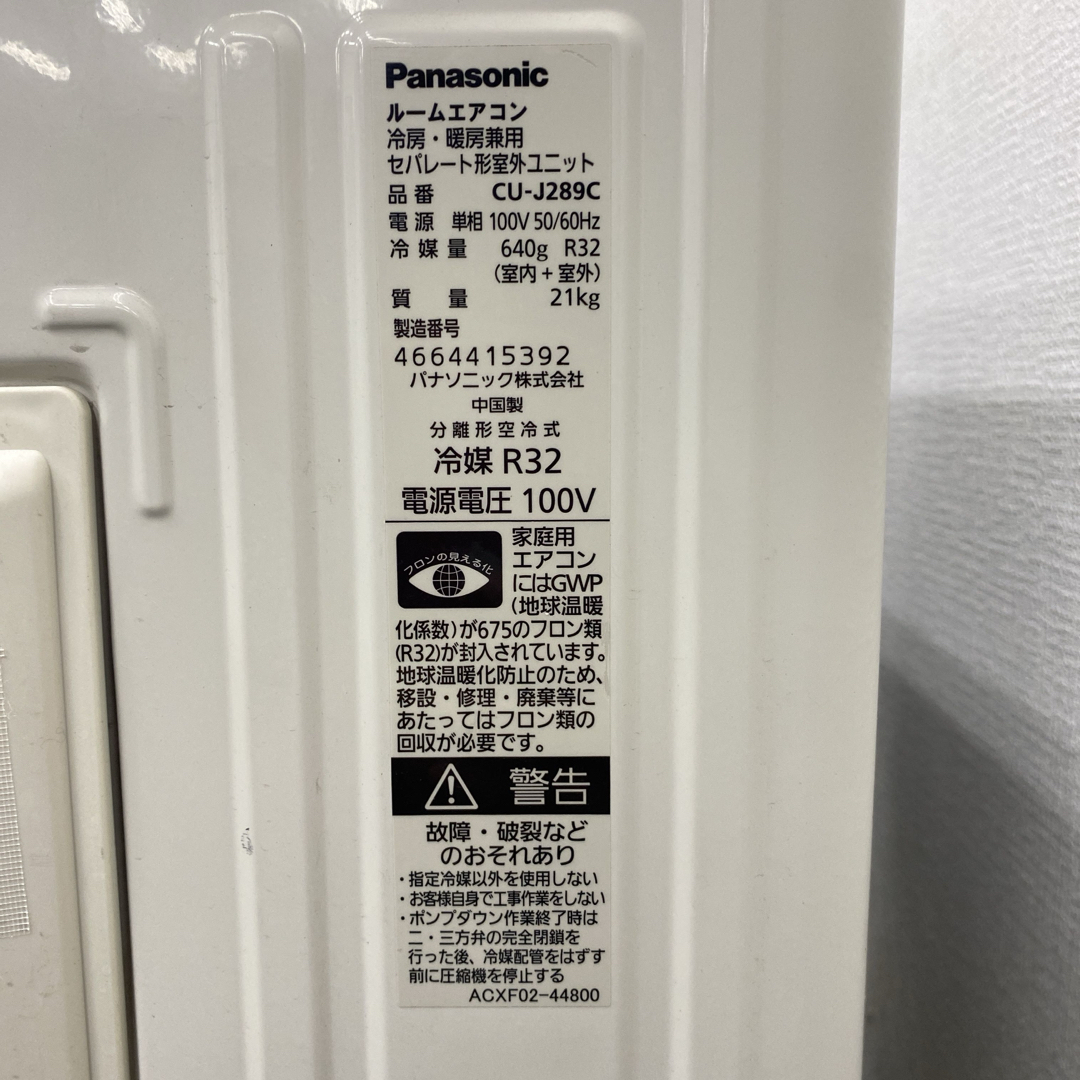 Panasonic
ルームエアコン
冷房・暖房兼用
セパレート形室外ユニット
品番 CU-J289C
電源 単相 100V 50/60Hz
冷媒量 640g R32
(室内+室外)
質量 21kg
製造番号
4664415392
パナソニック株式会社
中国製
分離形空冷式
冷媒 R32
電源電圧 100V
フロンの見える化
家庭用
エアコン
にはGWP
(地球温暖
化係数)が675のフロン類
(R32)が封入されています。
地球温暖化防止のため、
移設・修理・廃棄等に
あたってはフロン類の
回収が必要です。
警告
故障・破裂など
のおそれあり
・指定冷媒以外を使用しない
・お客様自身で工事作業をしない
・ポンプダウン作業終了時は
二・三方弁の完全閉鎖を
行った後、冷媒配管をはずす
前に圧縮機を停止する
ACXF02-44800